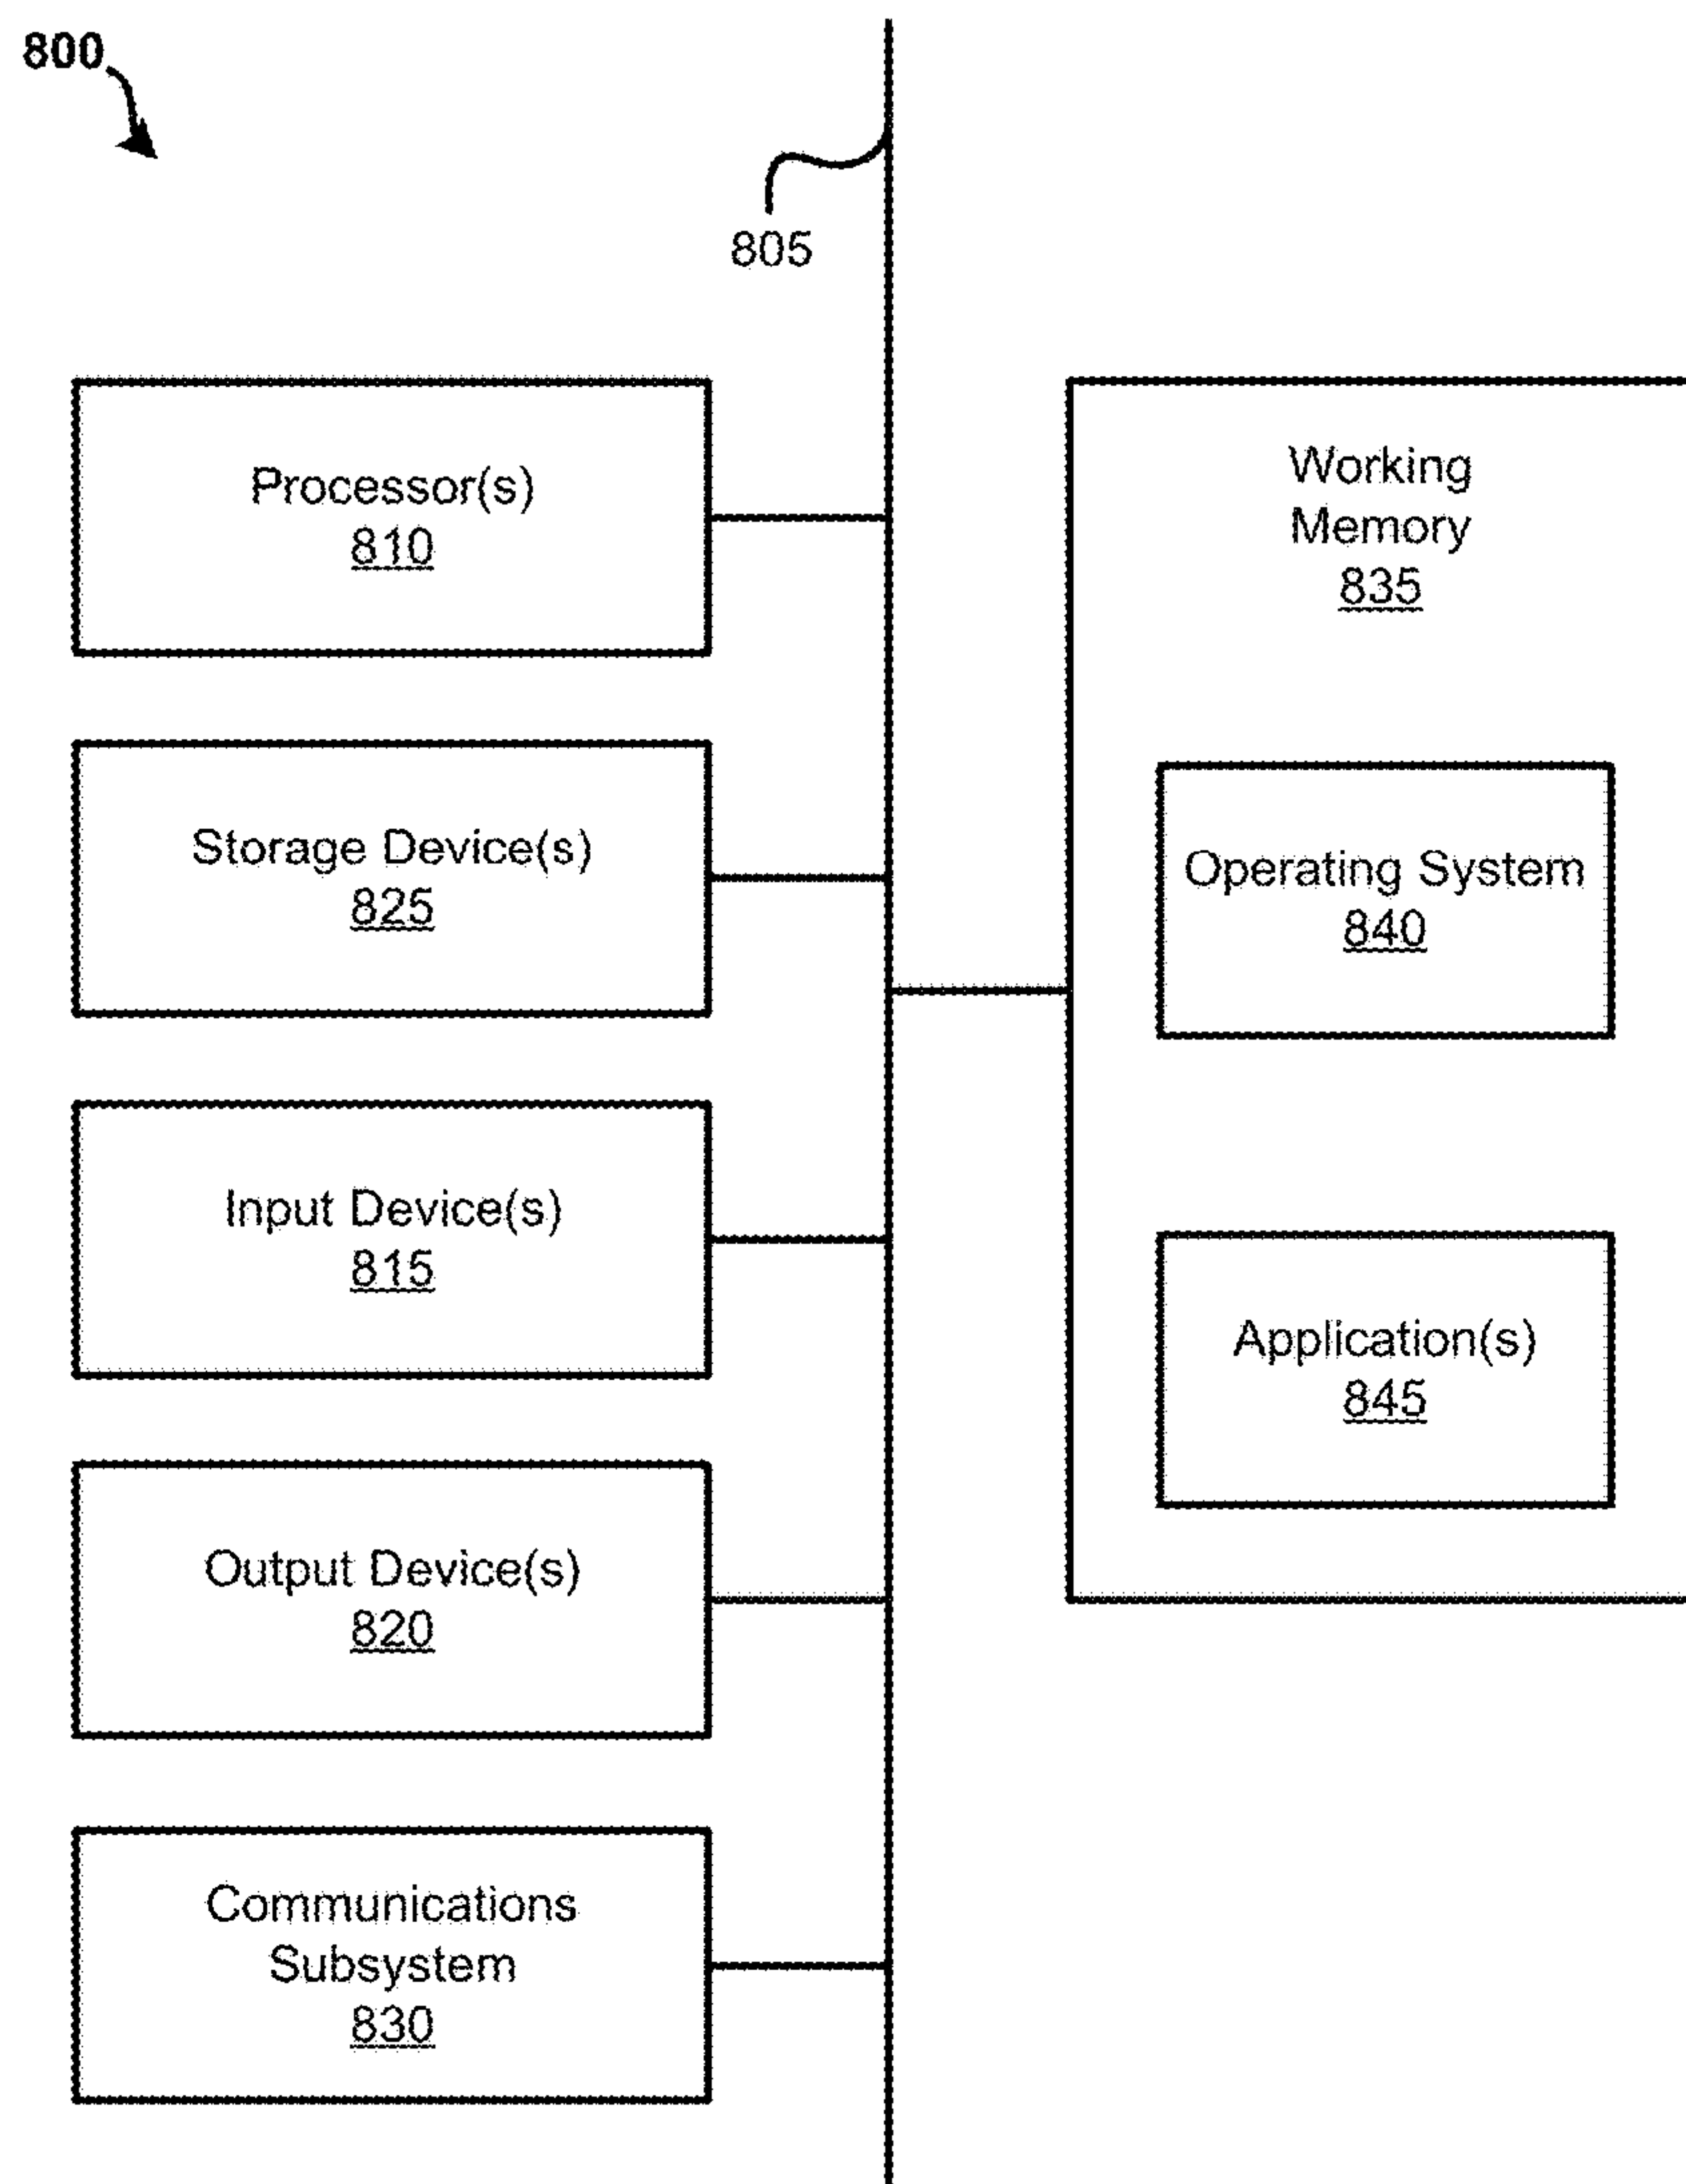 800
805
Processor(s)
810
Storage Device(s)
825
Input Device(s)
815
Output Device(s)
820
Communications
Subsystem
830
Working
Memory
835
Operating System
840
Application(s)
845